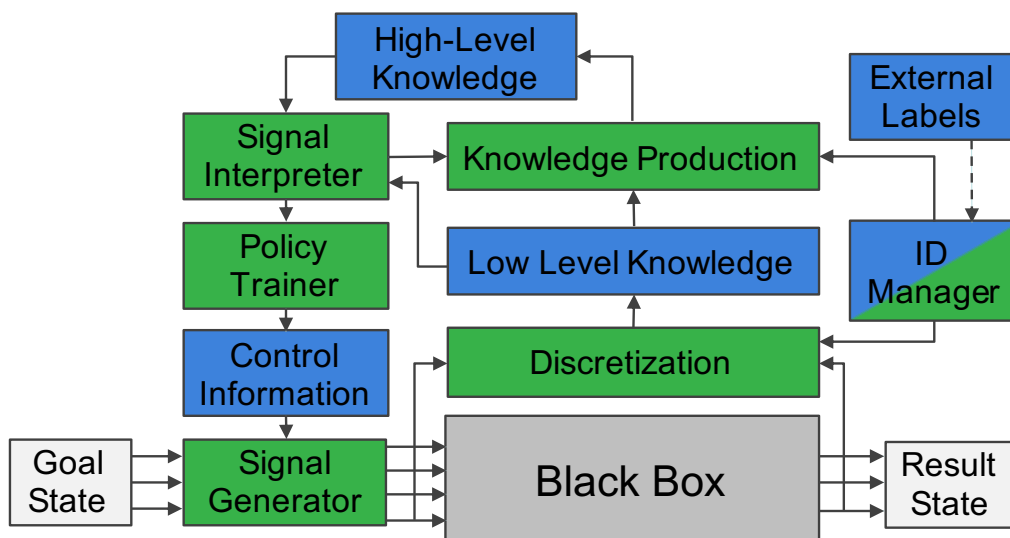 High-Level
Knowledge
External
Labels
Signal
Interpreter
Knowledge Production
Policy
Trainer
Low Level Knowledge
ID
Manager
Control
Information
Discretization
Goal
State
Signal
Generator
Black Box
Result
State